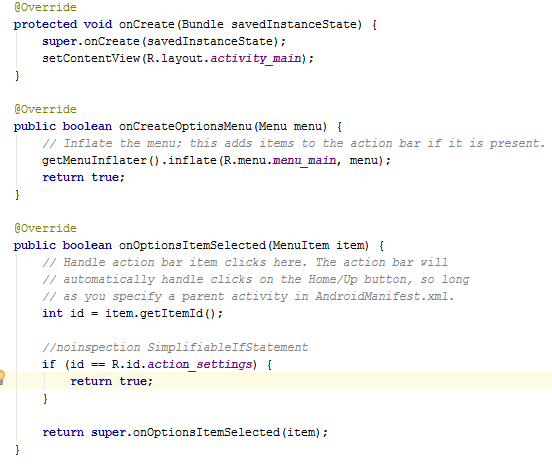 @Override
protected void onCreate(Bundle savedInstanceState) {
super.onCreate(savedInstanceState);
setContentView(R.layout.activity_main);
}
@Override
public boolean onCreateOptionsMenu(Menu menu) {
// Inflate the menu; this adds items to the action bar if it is present.
getMenuInflater().inflate(R.menu.menu_main, menu);
return true;
}
@Override
public boolean onOptionsItemSelected(MenuItem item) {
// Handle action bar item clicks here. The action bar will
// automatically handle clicks on the Home/Up button, so long
// as you specify a parent activity in AndroidManifest.xml.
int id = item.getItemId();
//noinspection SimplifiableIfStatement
if (id == R.id.action_settings) {
return true;
}
return super.onOptionsItemSelected(item);
}